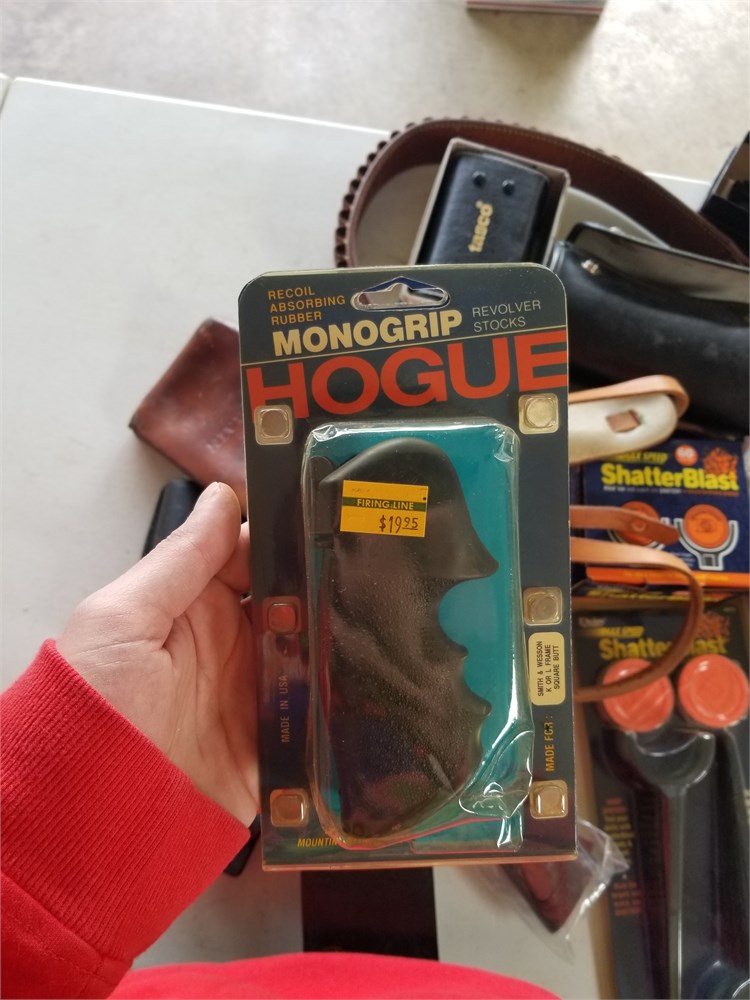 tasco
RECOIL
ABSORBING
RUBBER
MONOGRIP
REVOLVER
STOCKS
HOGUE
FIRING LINE
$19.95
MADE IN USA
MADE FOR:
SMITH & WESSON
K OR L FRAME
SQUARE BUTT
ShatterBlast
ShatterBlast